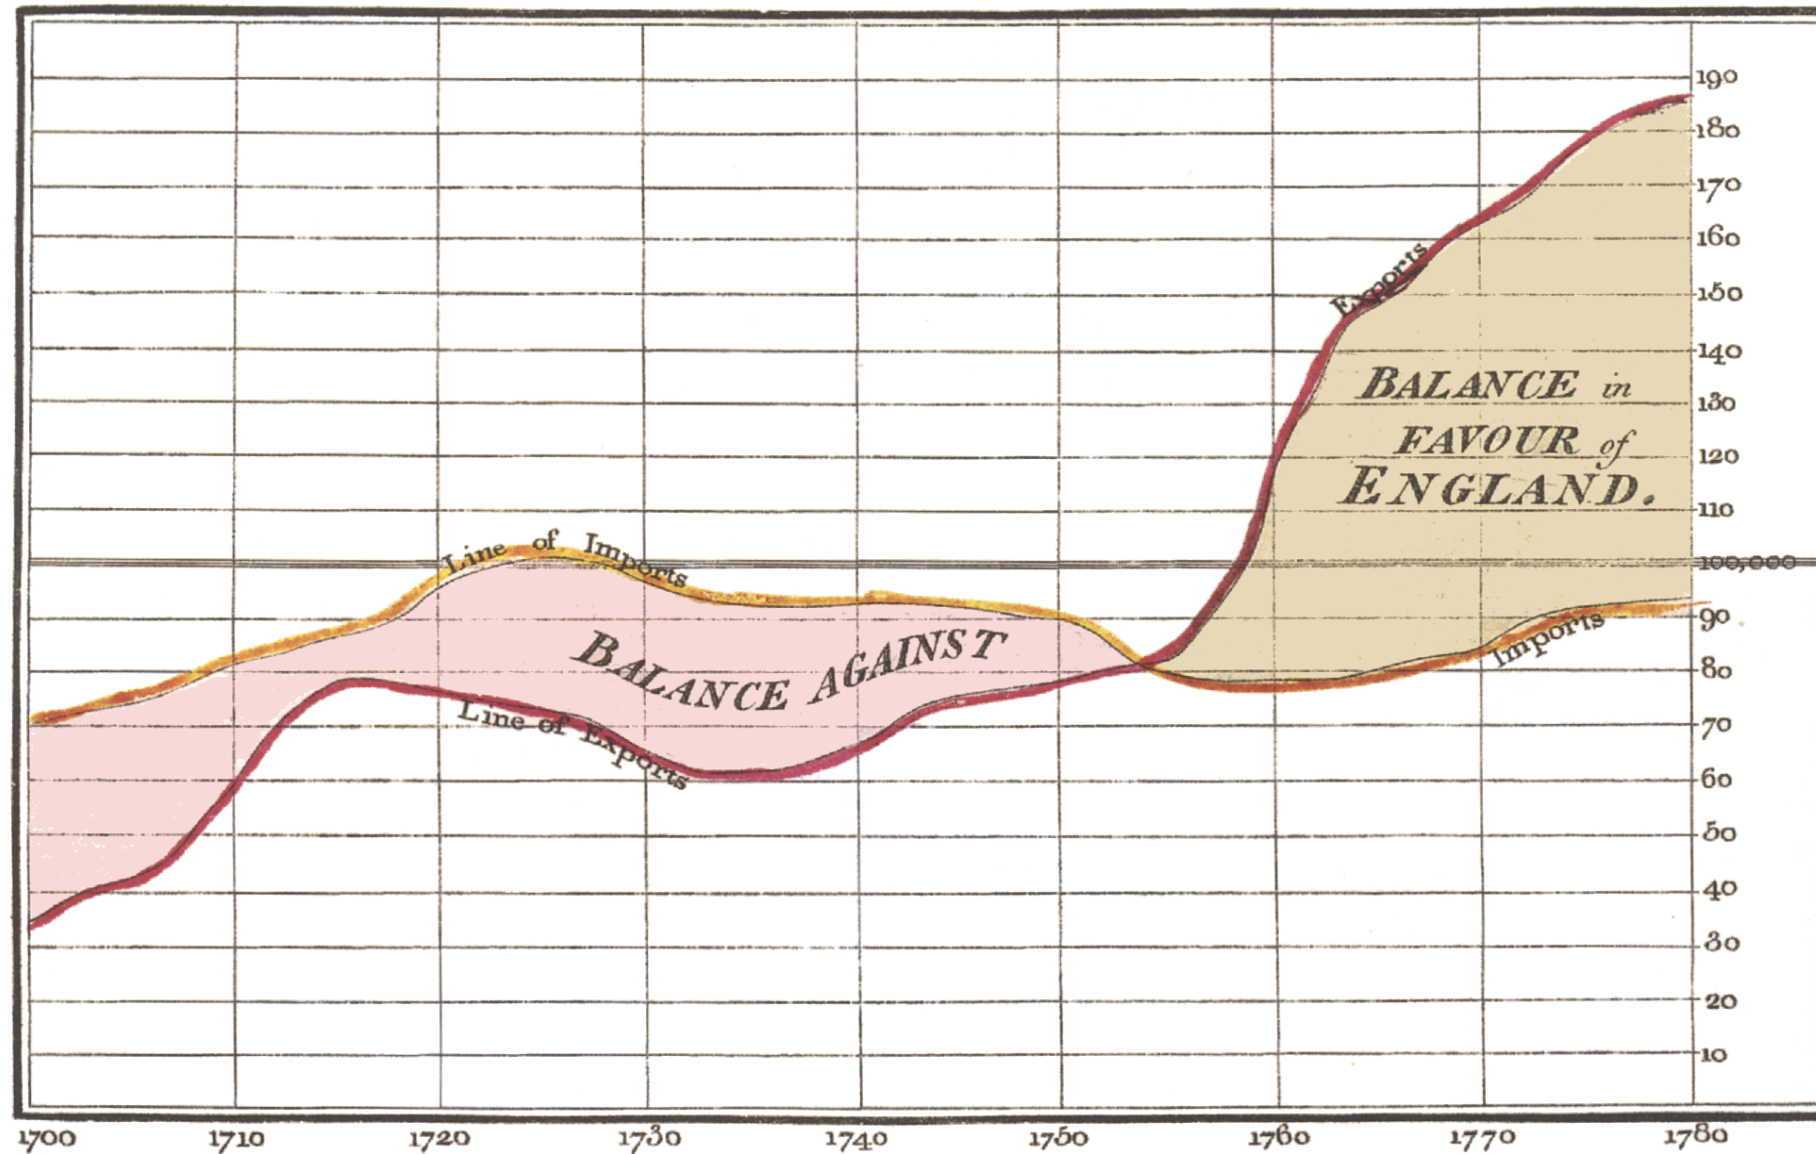 190
180
170
160
Exports
150
140
BALANCE in
130
FAVOUR of
120
ENGLAND.
110
Line of Imports
100,000
90
Imports
BALANCE AGAINST
80
Line of Exports
70
60
50
40
30
20
10
1700 1710 1720 1730 1740 1750 1760 1770 1780